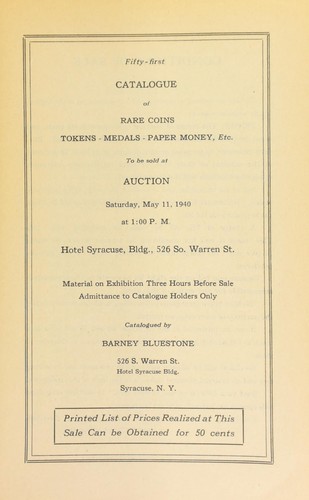 Fifty-first
CATALOGUE
of
RARE COINS
TOKENS - MEDALS - PAPER MONEY, Etc.
To be sold at
AUCTION
Saturday, May 11, 1940
at 1:00 P. M.
Hotel Syracuse, Bldg., 526 So. Warren St.
Material on Exhibition Three Hours Before Sale
Admittance to Catalogue Holders Only
Catalogued by
BARNEY BLUESTONE
526 S. Warren St.
Hotel Syracuse Bldg.
Syracuse, N. Y.
Printed List of Prices Realized at This
Sale Can be Obtained for 50 cents